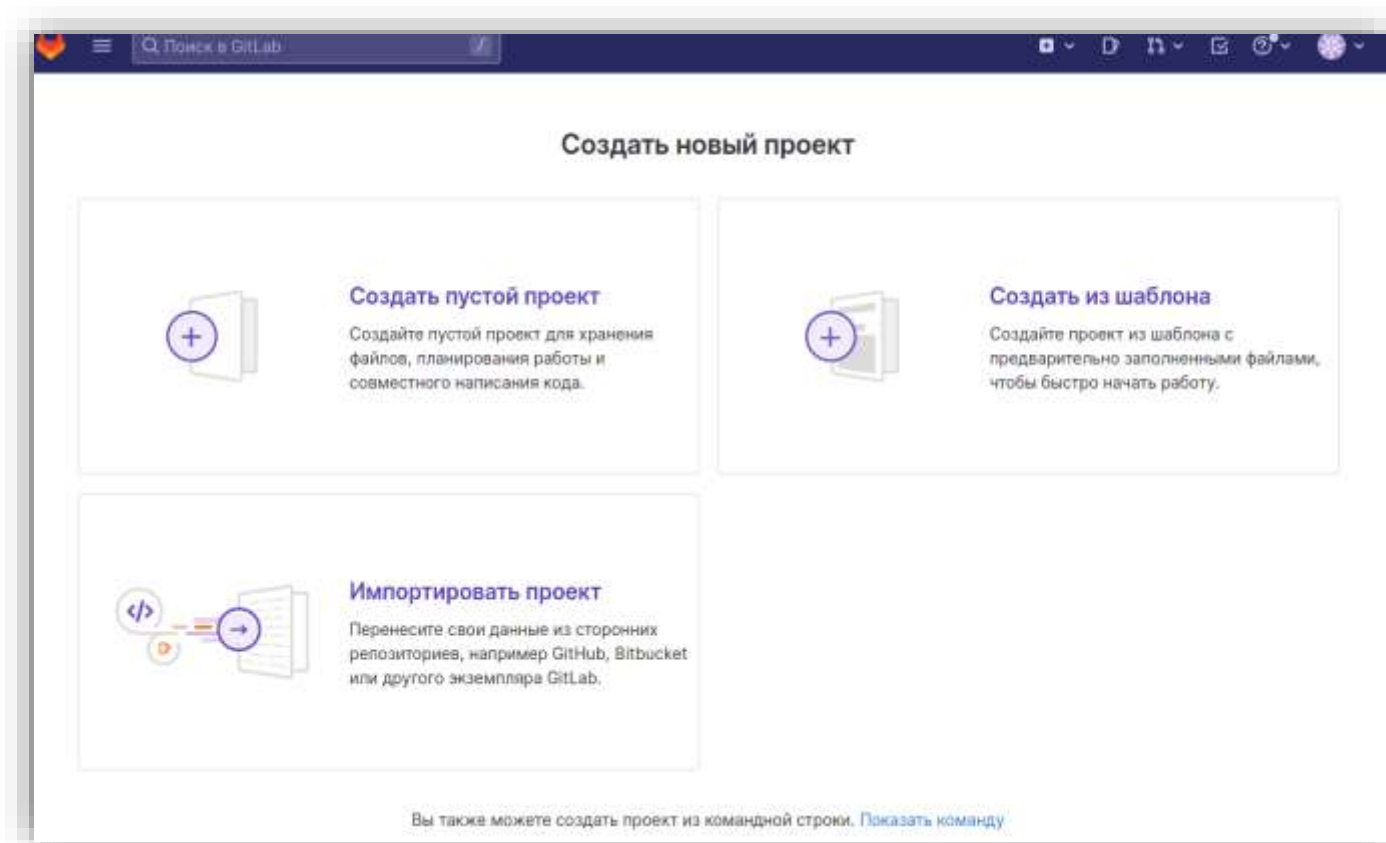 Поиск в GitLab
/
Создать новый проект
Создать пустой проект
Создайте пустой проект для хранения
файлов, планирования работы и
совместного написания кода.
Создать из шаблона
Создайте проект из шаблона с
предварительно заполненными файлами,
чтобы быстро начать работу.
Импортировать проект
Перенесите свои данные из сторонних
репозиториев, например GitHub, Bitbucket
или другого экземпляра GitLab.
Вы также можете создать проект из командной строки. Показать команду